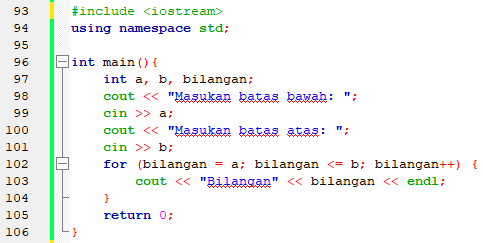 93 #include <iostream>
94 using namespace std;
95
96 int main(){
97 int a, b, bilangan;
98 cout << "Masukan batas bawah: ";
99 cin >> a;
100 cout << "Masukan batas atas: ";
101 cin >> b;
102 for (bilangan = a; bilangan <= b; bilangan++) {
103 cout << "Bilangan" << bilangan << endl;
104 }
105 return 0;
106 }